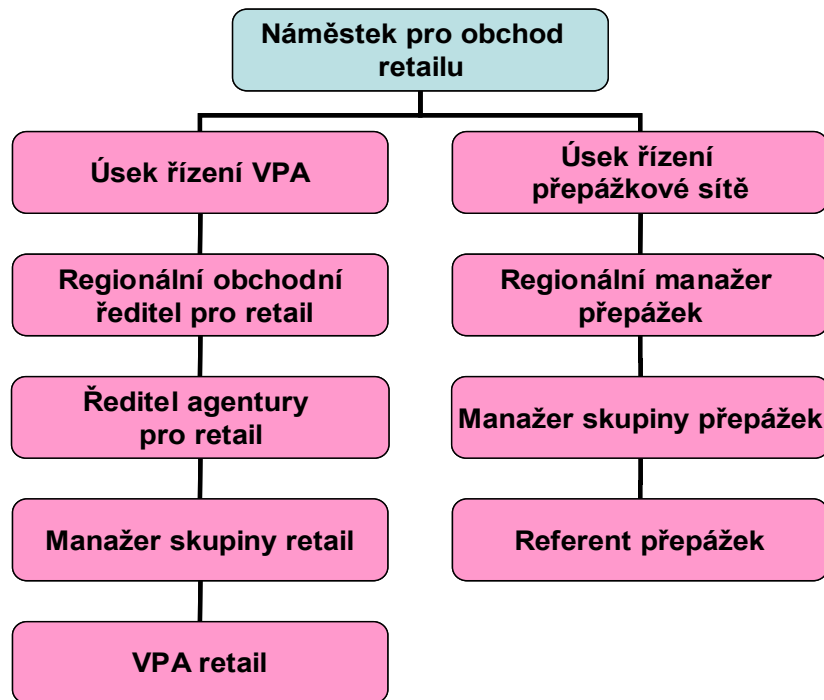 Náměstek pro obchod
retailu
Úsek řízení VPA
Úsek řízení
přepážkové sítě
Regionální obchodní
ředitel pro retail
Regionální manažer
přepážek
Ředitel agentury
pro retail
Manažer skupiny přepážek
Manažer skupiny retail
Referent přepážek
VPA retail